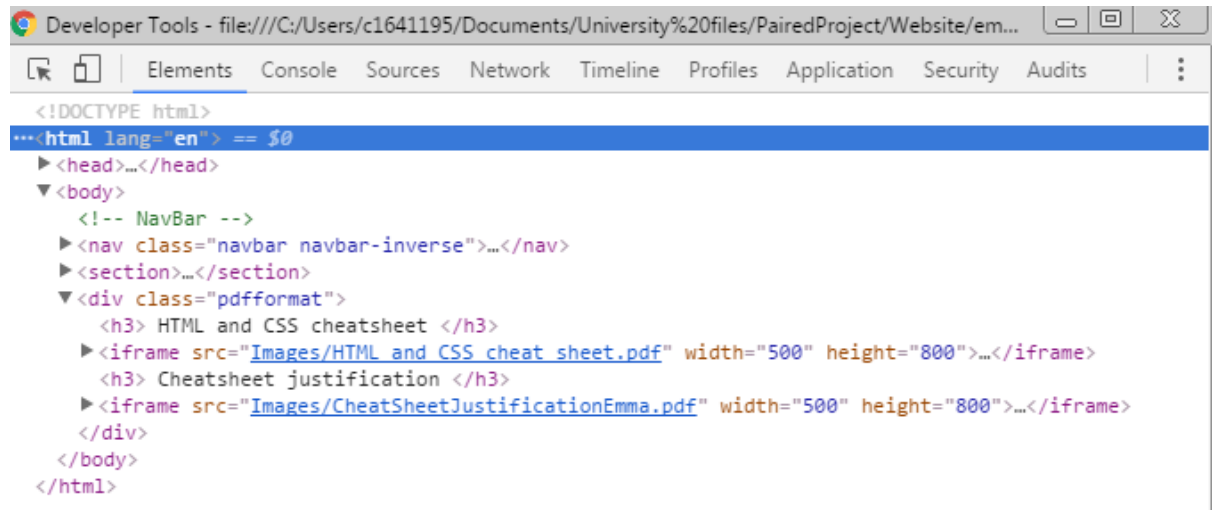 Developer Tools - file:///C:/Users/c1641195/Documents/University%20files/PairedProject/Website/em...
Elements Console Sources Network Timeline Profiles Application Security Audits
<!DOCTYPE html>
…<html lang="en"> == $0
<head>…</head>
<body>
<!-- NavBar -->
<nav class="navbar navbar-inverse">…</nav>
<section>…</section>
<div class="pdfformat">
<h3> HTML and CSS cheatsheet </h3>
<iframe src="Images/HTML and CSS cheat sheet.pdf" width="500" height="800">…</iframe>
<h3> Cheatsheet justification </h3>
<iframe src="Images/CheatSheetJustificationEmma.pdf" width="500" height="800">…</iframe>
</div>
</body>
</html>